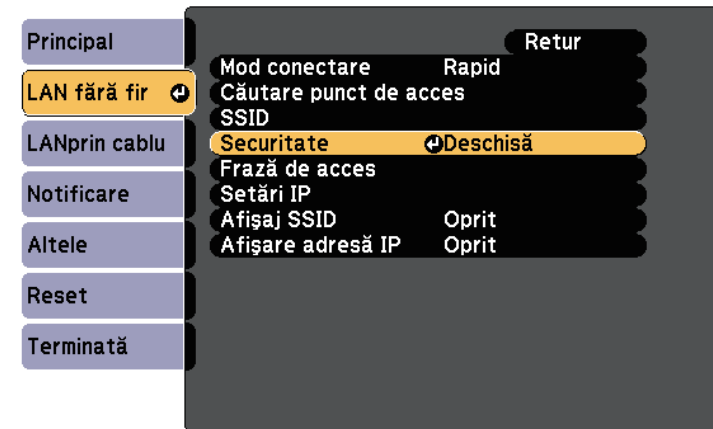 Principal
LAN fără fir
LANprin cablu
Notificare
Altele
Reset
Terminată
Retur
Mod conectare Rapid
Căutare punct de acces
SSID
Securitate Deschisă
Frază de acces
Setări IP
Afişaj SSID Oprit
Afişare adresă IP Oprit